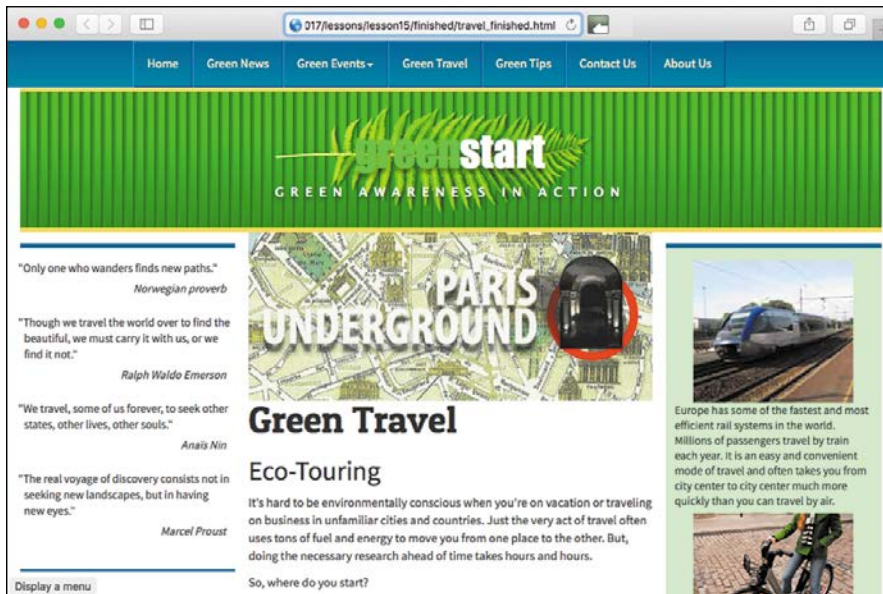 017/lessons/lesson15/finished/travel_finished.html
Home Green News Green Events Green Travel Green Tips Contact Us About Us
greenstart
GREEN AWARENESS IN ACTION
"Only one who wanders finds new paths."
Norwegian proverb
"Though we travel the world over to find the
beautiful, we must carry it with us, or we
find it not."
Ralph Waldo Emerson
"We travel, some of us forever, to seek other
states, other lives, other souls."
Anaïs Nin
"The real voyage of discovery consists not in
seeking new landscapes, but in having
new eyes."
Marcel Proust
PARIS
UNDERGROUND
Green Travel
Eco-Touring
It's hard to be environmentally conscious when you're on vacation or traveling
on business in unfamiliar cities and countries. Just the very act of travel often
uses tons of fuel and energy to move you from one place to the other. But,
doing the necessary research ahead of time takes hours and hours.
So, where do you start?
Europe has some of the fastest and most
efficient rail systems in the world.
Millions of passengers travel by train
each year. It is an easy and convenient
mode of travel and often takes you from
city center to city center much more
quickly than you can travel by air.
Display a menu